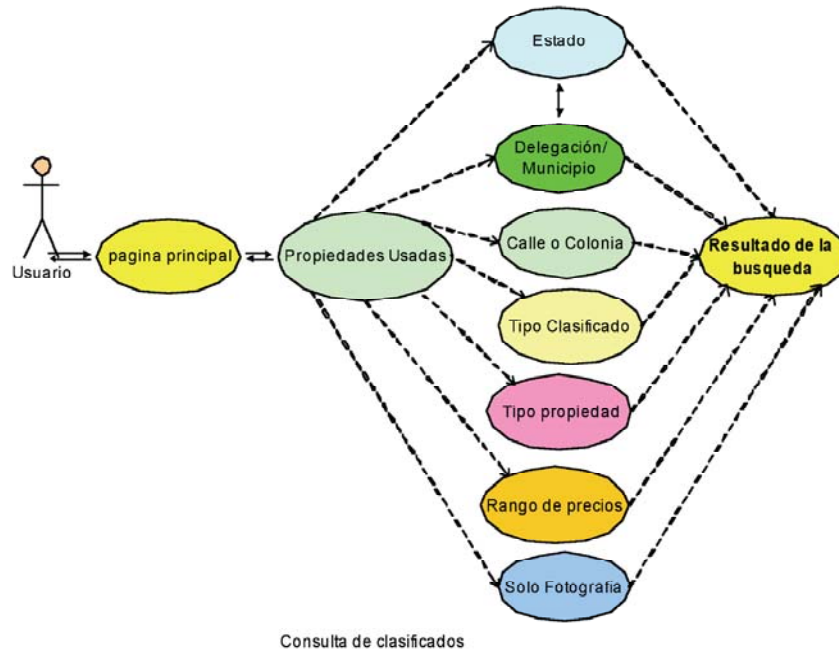 Estado
Delegación/
Municipio
Usuario
pagina principal
Propiedades Usadas
Calle o Colonia
Resultado de la
busqueda
Tipo Clasificado
Tipo propiedad
Rango de precios
Solo Fotografia
Consulta de clasificados